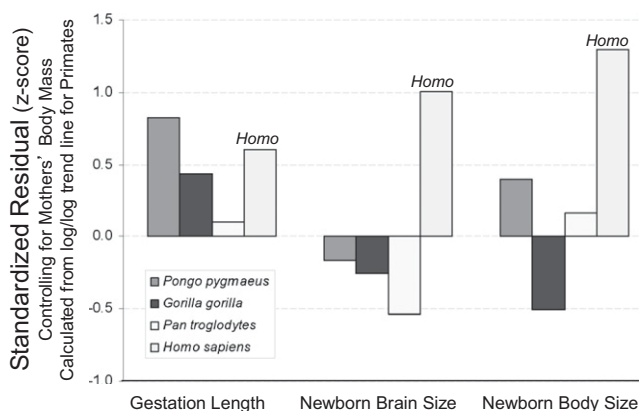 Standardized Residual (z-score)
Controlling for Mothers' Body Mass
Calculated from log/log trend line for Primates
1.5
1.0
0.5
0.0
-0.5
-1.0
Homo
Homo
Homo
Pongo pygmaeus
Gorilla gorilla
Pan troglodytes
Homo sapiens
Gestation Length Newborn Brain Size Newborn Body Size